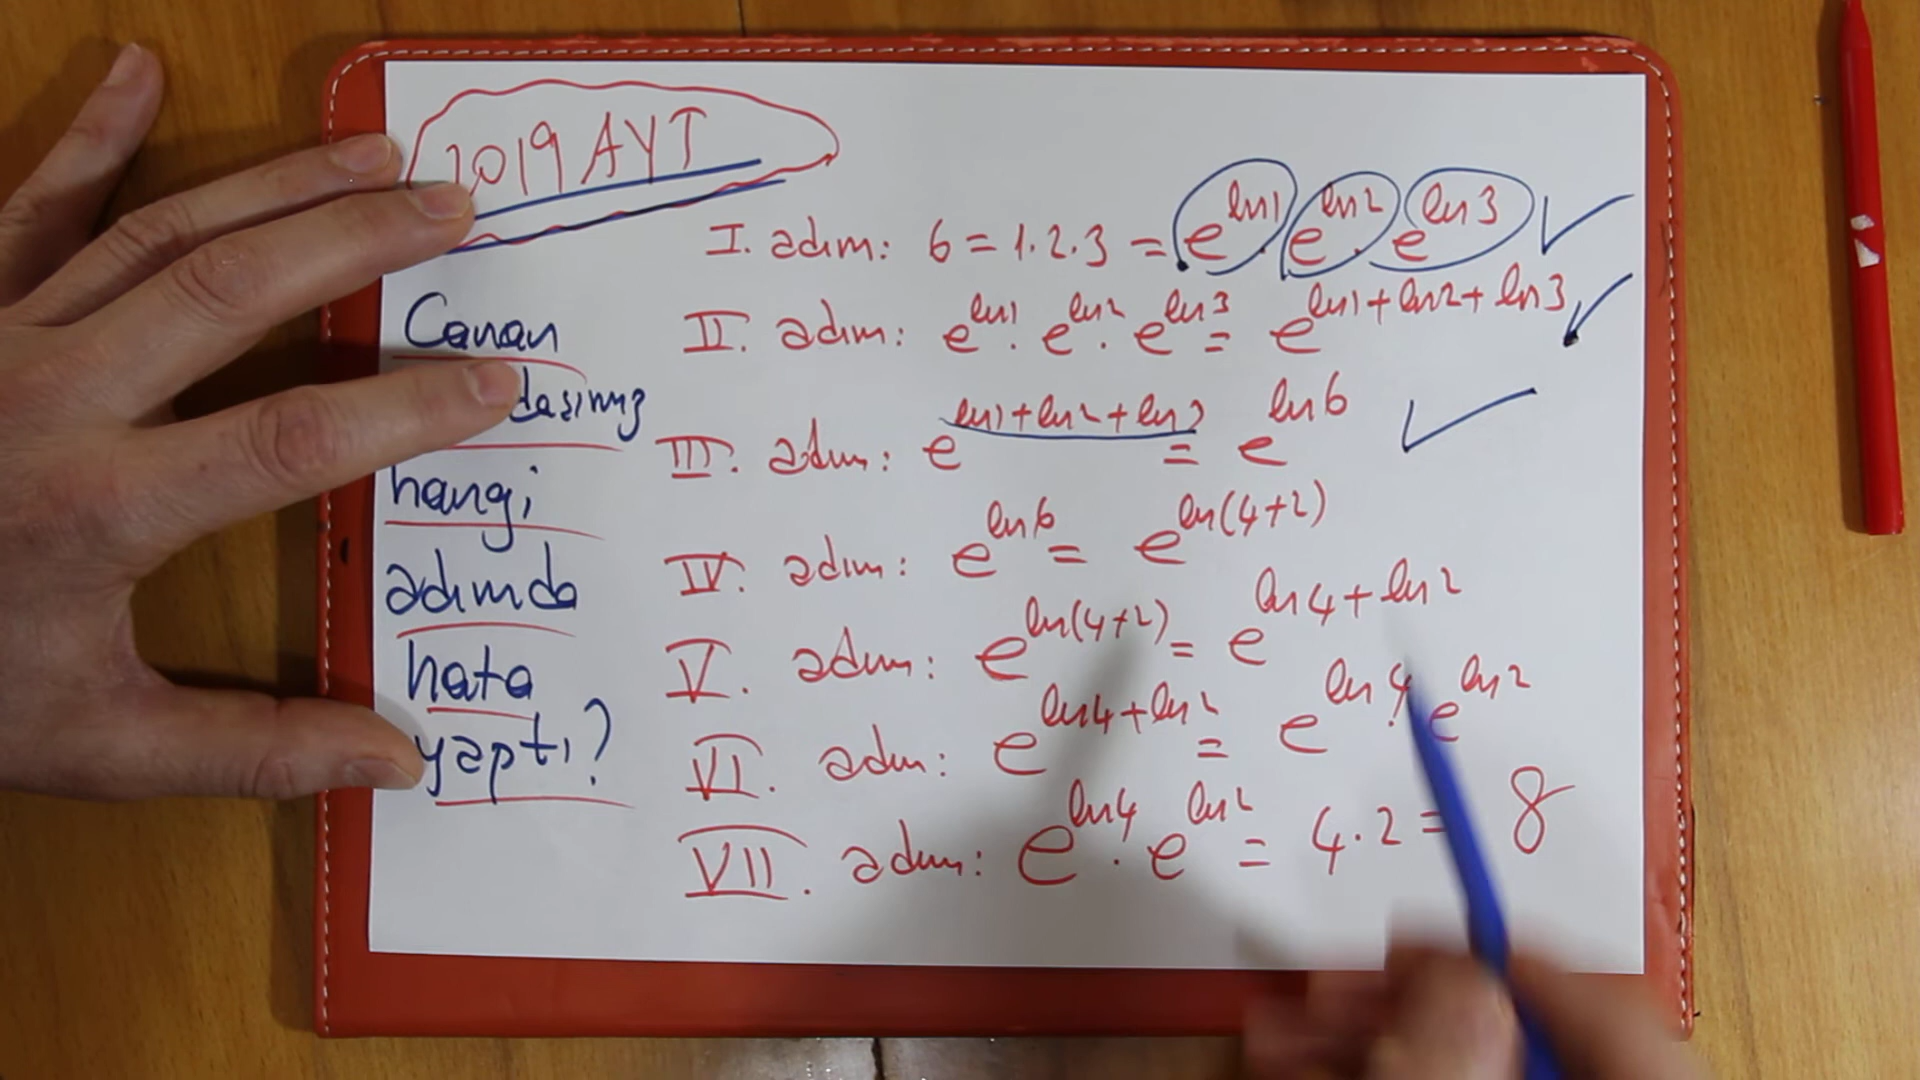 2019 AYT
I. adım: 6 = 1.2.3 = e^ln1 . e^ln2 . e^ln3
II. adım: e^ln1 . e^ln2 . e^ln3 = e^(ln1+ln2+ln3)
III. adım: e^(ln1+ln2+ln3) = e^ln6
IV. adım: e^ln6 = e^ln(4+2)
V. adım: e^ln(4+2) = e^(ln4+ln2)
VI. adım: e^(ln4+ln2) = e^ln4 . e^ln2
VII. adım: e^ln4 . e^ln2 = 4.2 = 8
Canan
hangi
adımda
hata
yaptı?